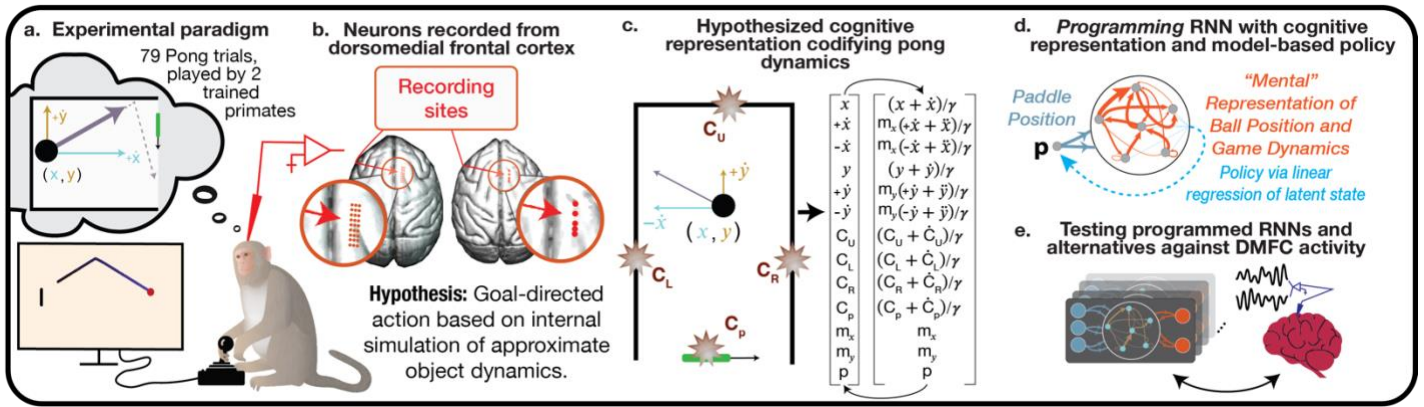 a. Experimental paradigm
79 Pong trials,
played by 2
trained
primates
+ẏ
+ẋ
(x,y)
b. Neurons recorded from
dorsomedial frontal cortex
Recording
sites
Hypothesis: Goal-directed
action based on internal
simulation of approximate
object dynamics.
c. Hypothesized cognitive
representation codifying pong
dynamics
C_U
+ẏ
-ẋ
(x, y)
C_L
C_R
C_p
x (x + ẋ)/γ
+ẋ m_x(+ẋ + ẍ)/γ
-ẋ m_x(-ẋ + ẍ)/γ
y (y + ẏ)/γ
+ẏ m_y(+ẏ + ÿ)/γ
-ẏ m_y(-ẏ + ÿ)/γ
C_U (C_U + Ċ_U)/γ
C_L (C_L + Ċ_L)/γ
C_R (C_R + Ċ_R)/γ
C_p (C_p + Ċ_p)/γ
m_x m_x
m_y m_y
p p
d. Programming RNN with cognitive
representation and model-based policy
Paddle
Position
p
“Mental”
Representation of
Ball Position and
Game Dynamics
Policy via linear
regression of latent state
e. Testing programmed RNNs and
alternatives against DMFC activity